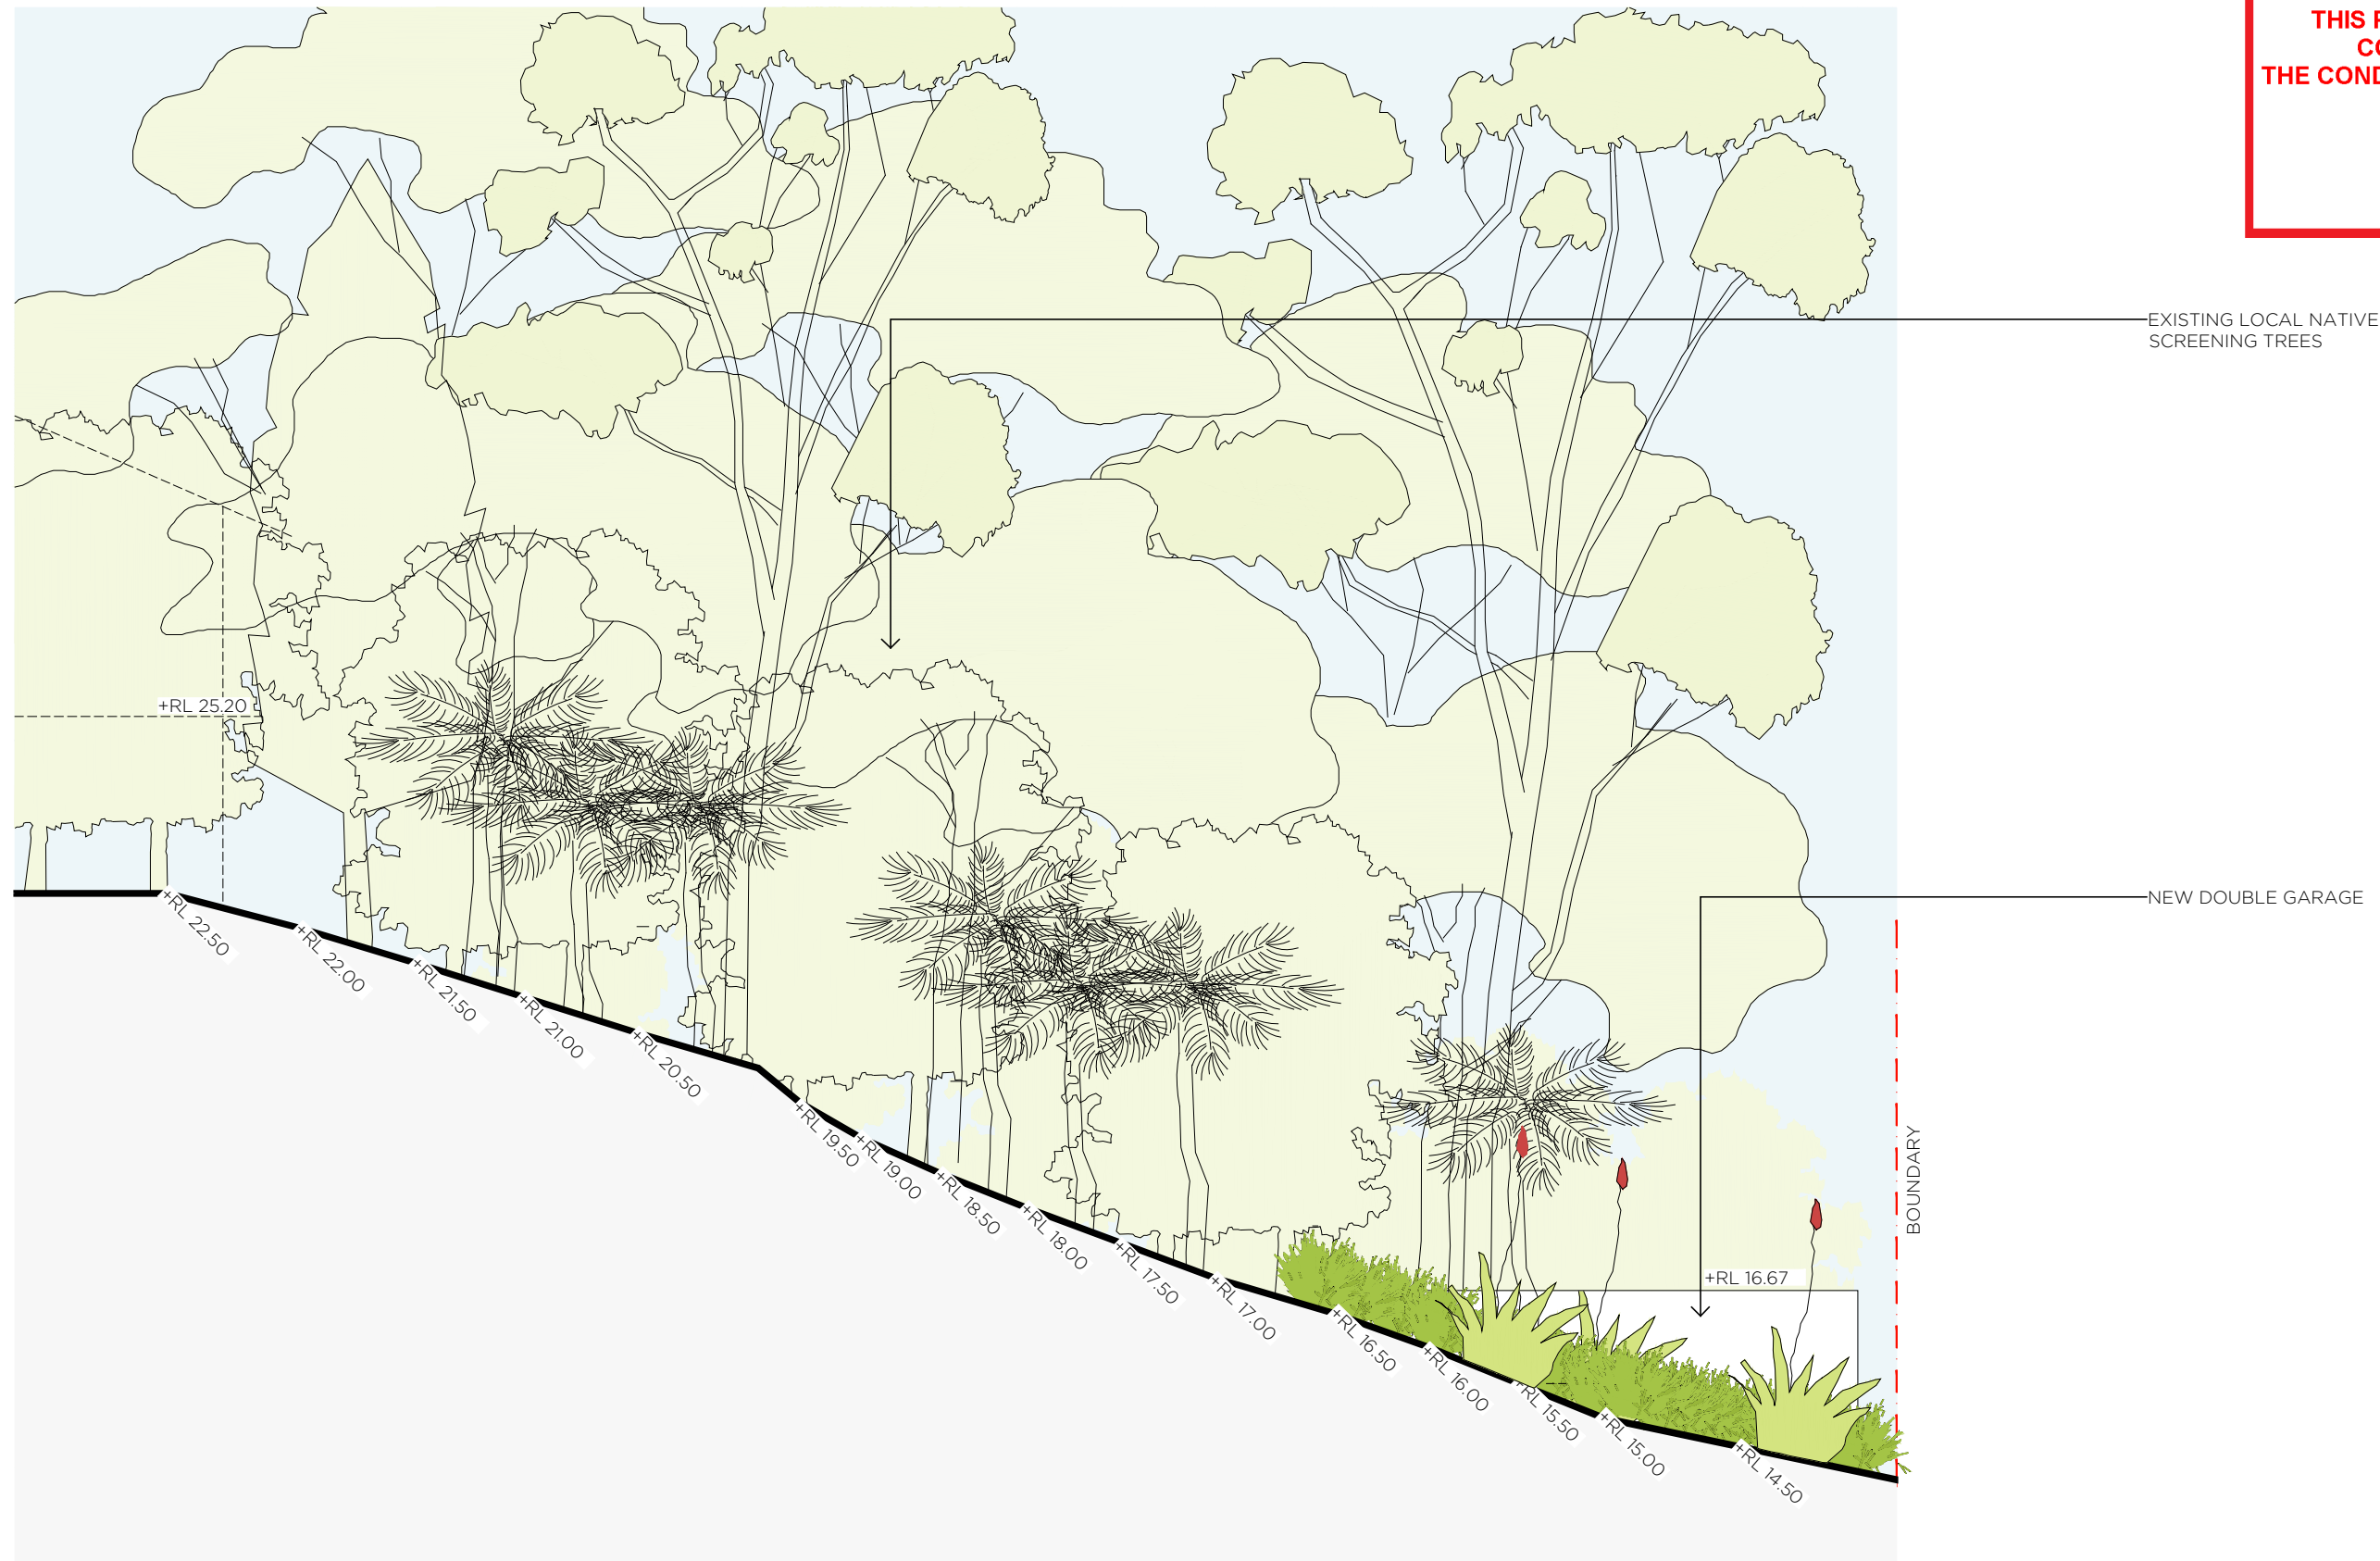 THIS
THE
EXISTING LOCAL NATIVE
SCREENING TREES
+RL 25.20
NEW DOUBLE GARAGE
+RL 22.50
+RL 22.00
+RL 21.50
+RL 21.00
+RL 20.50
+RL 19.50
+RL 19.00
+RL 18.50
+RL 18.00
+RL 17.50
+RL 17.00
+RL 16.50
+RL 16.00
+RL 15.50
+RL 15.00
+RL 14.50
+RL 16.67
BOUNDARY